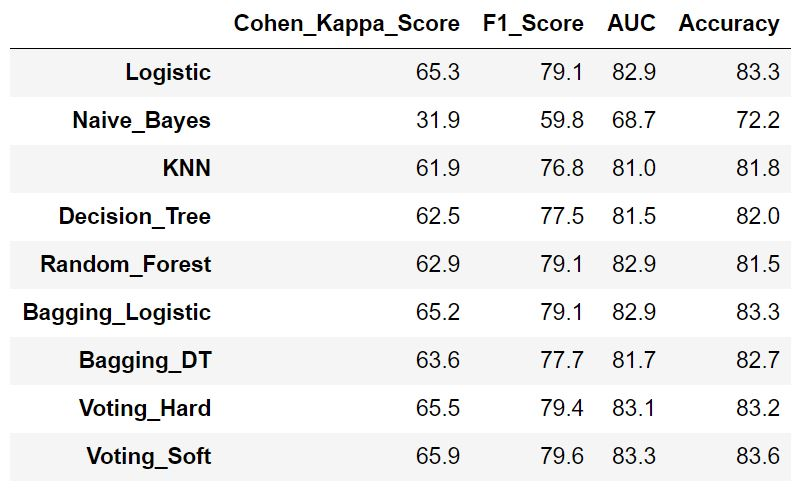 Cohen_Kappa_Score F1_Score AUC Accuracy
Logistic 65.3 79.1 82.9 83.3
Naive_Bayes 31.9 59.8 68.7 72.2
KNN 61.9 76.8 81.0 81.8
Decision_Tree 62.5 77.5 81.5 82.0
Random_Forest 62.9 79.1 82.9 81.5
Bagging_Logistic 65.2 79.1 82.9 83.3
Bagging_DT 63.6 77.7 81.7 82.7
Voting_Hard 65.5 79.4 83.1 83.2
Voting_Soft 65.9 79.6 83.3 83.6